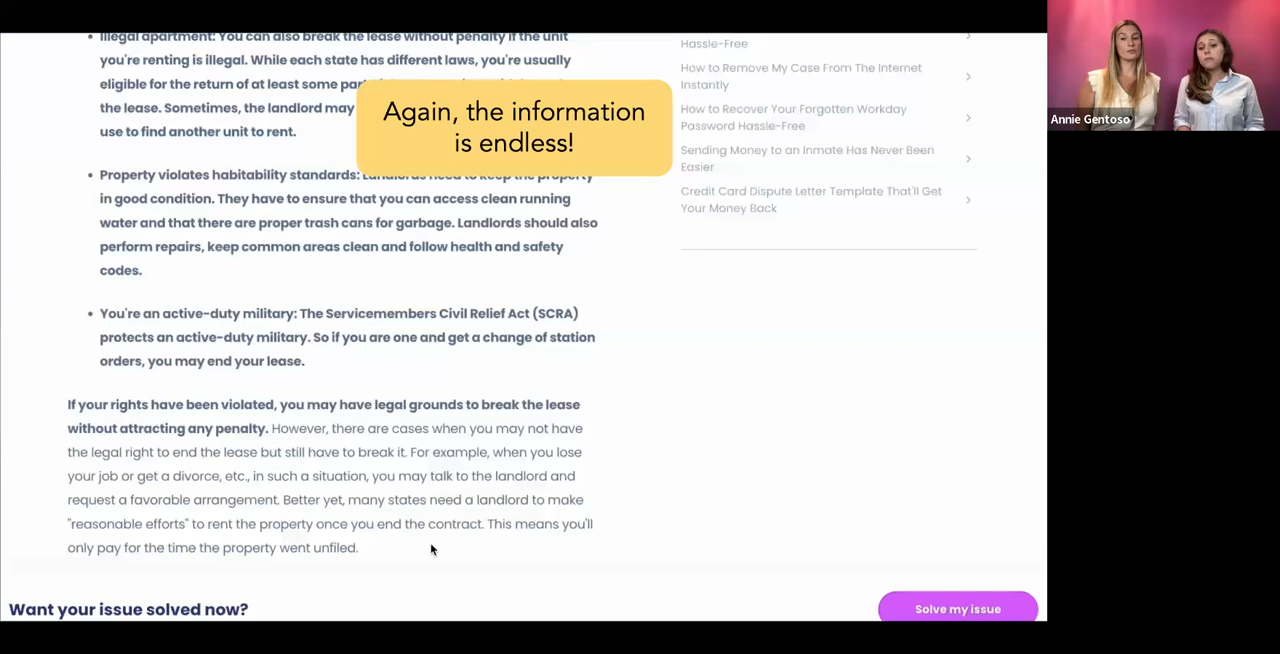 Illegal apartment: You can also break the lease without penalty if the unit
you're renting is illegal. While each state has different laws, you're usually
eligible for the return of at least some par
the lease. Sometimes, the landlord may
use to find another unit to rent.
Again, the information
is endless!
Property violates habitability standards: Landlords need to keep the property
in good condition. They have to ensure that you can access clean running
water and that there are proper trash cans for garbage. Landlords should also
perform repairs, keep common areas clean and follow health and safety
codes.
You're an active-duty military: The Servicemembers Civil Relief Act (SCRA)
protects an active-duty military. So if you are one and get a change of station
orders, you may end your lease.
If your rights have been violated, you may have legal grounds to break the lease
without attracting any penalty. However, there are cases when you may not have
the legal right to end the lease but still have to break it. For example, when you lose
your job or get a divorce, etc., in such a situation, you may talk to the landlord and
request a favorable arrangement. Better yet, many states need a landlord to make
"reasonable efforts" to rent the property once you end the contract. This means you'll
only pay for the time the property went unfiled.
Hassle-Free
How to Remove My Case From The Internet
Instantly
How to Recover Your Forgotten Workday
Password Hassle-Free
Sending Money to an Inmate Has Never Been
Easier
Credit Card Dispute Letter Template That'll Get
Your Money Back
Annie Gentoso
Want your issue solved now?
Solve my issue